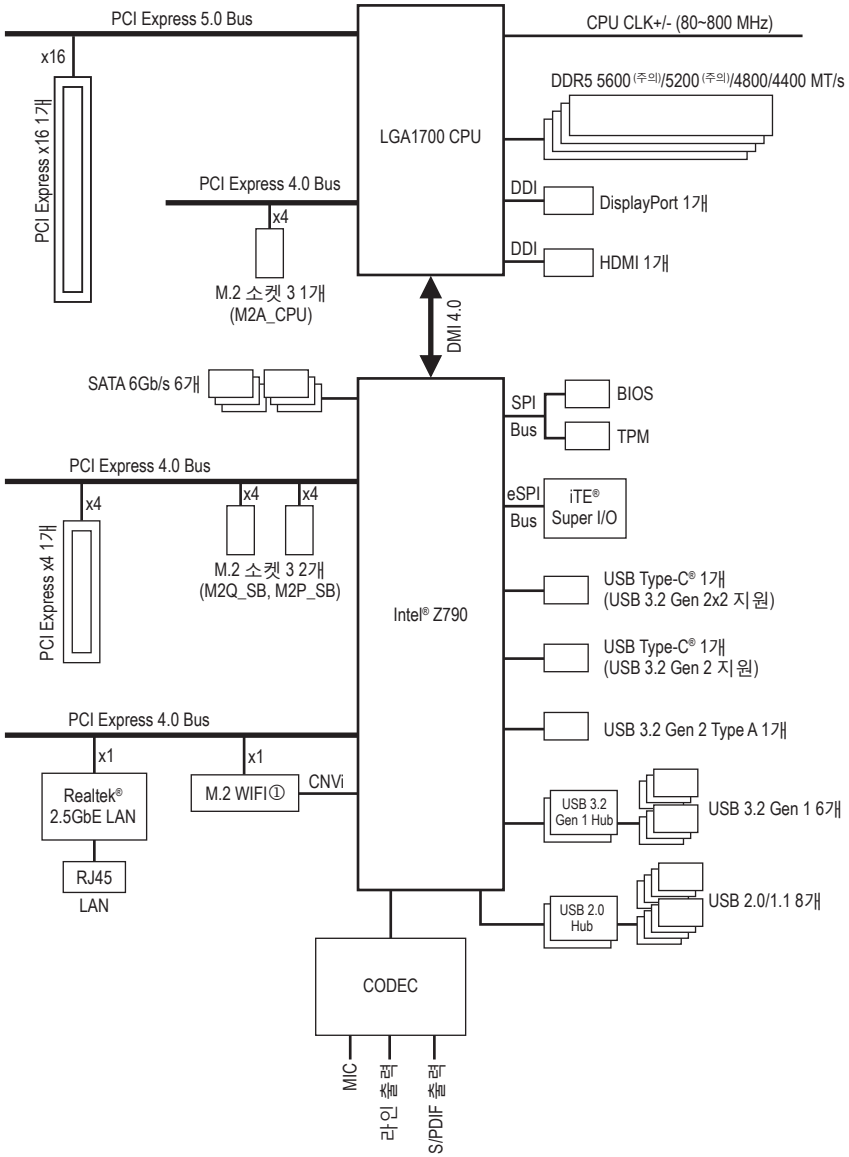 PCI Express 5.0 Bus
CPU CLK+/- (80~800 MHz)
x16
PCI Express x16 1개
DDR5 5600 (주의)/5200 (주의)/4800/4400 MT/s
LGA1700 CPU
PCI Express 4.0 Bus
x4
M.2 소켓 3 1개
(M2A_CPU)
DDI
DisplayPort 1개
DDI
HDMI 1개
DMI 4.0
SATA 6Gb/s 6개
SPI
Bus
BIOS
TPM
PCI Express 4.0 Bus
x4
x4
x4
PCI Express x4 1개
M.2 소켓 3 2개
(M2Q_SB, M2P_SB)
eSPI
Bus
iTE®
Super I/O
Intel® Z790
USB Type-C® 1개
(USB 3.2 Gen 2x2 지원)
USB Type-C® 1개
(USB 3.2 Gen 2 지원)
USB 3.2 Gen 2 Type A 1개
PCI Express 4.0 Bus
x1
x1
Realtek®
2.5GbE LAN
M.2 WIFI①
CNVi
RJ45
LAN
USB 3.2
Gen 1 Hub
USB 3.2 Gen 1 6개
USB 2.0
Hub
USB 2.0/1.1 8개
CODEC
MIC
라인 출력
S/PDIF 출력